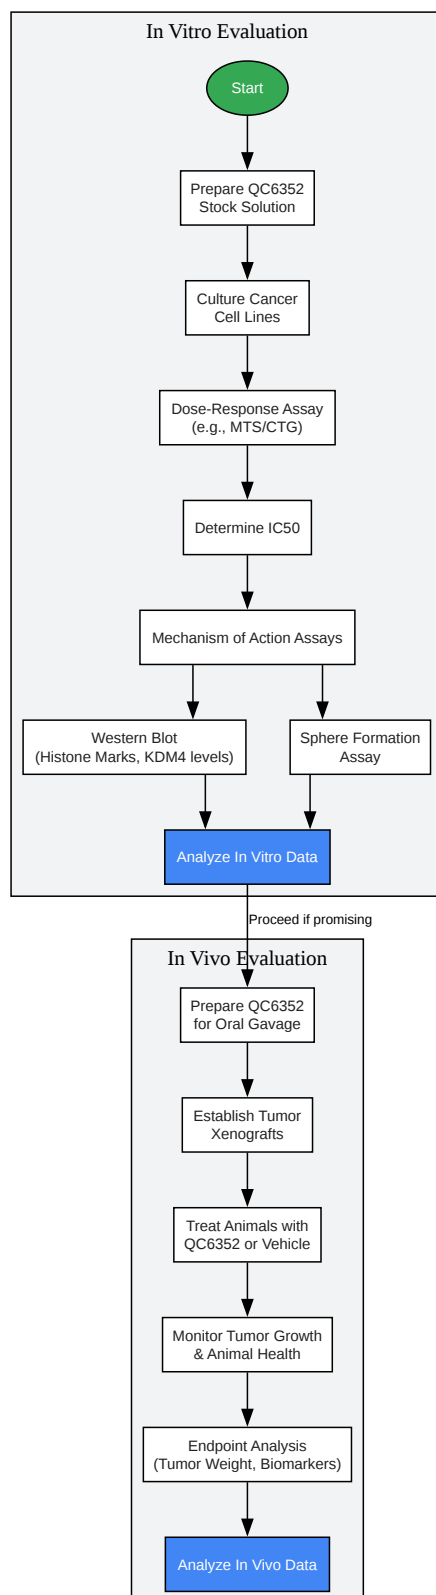 In Vitro Evaluation
Start
Prepare QC6352
Stock Solution
Culture Cancer
Cell Lines
Dose-Response Assay
(e.g., MTS/CTG)
Determine IC50
Mechanism of Action Assays
Western Blot
(Histone Marks, KDM4 levels)
Sphere Formation
Assay
Analyze In Vitro Data
Proceed if promising
In Vivo Evaluation
Prepare QC6352
for Oral Gavage
Establish Tumor
Xenografts
Treat Animals with
QC6352 or Vehicle
Monitor Tumor Growth
& Animal Health
Endpoint Analysis
(Tumor Weight, Biomarkers)
Analyze In Vivo Data